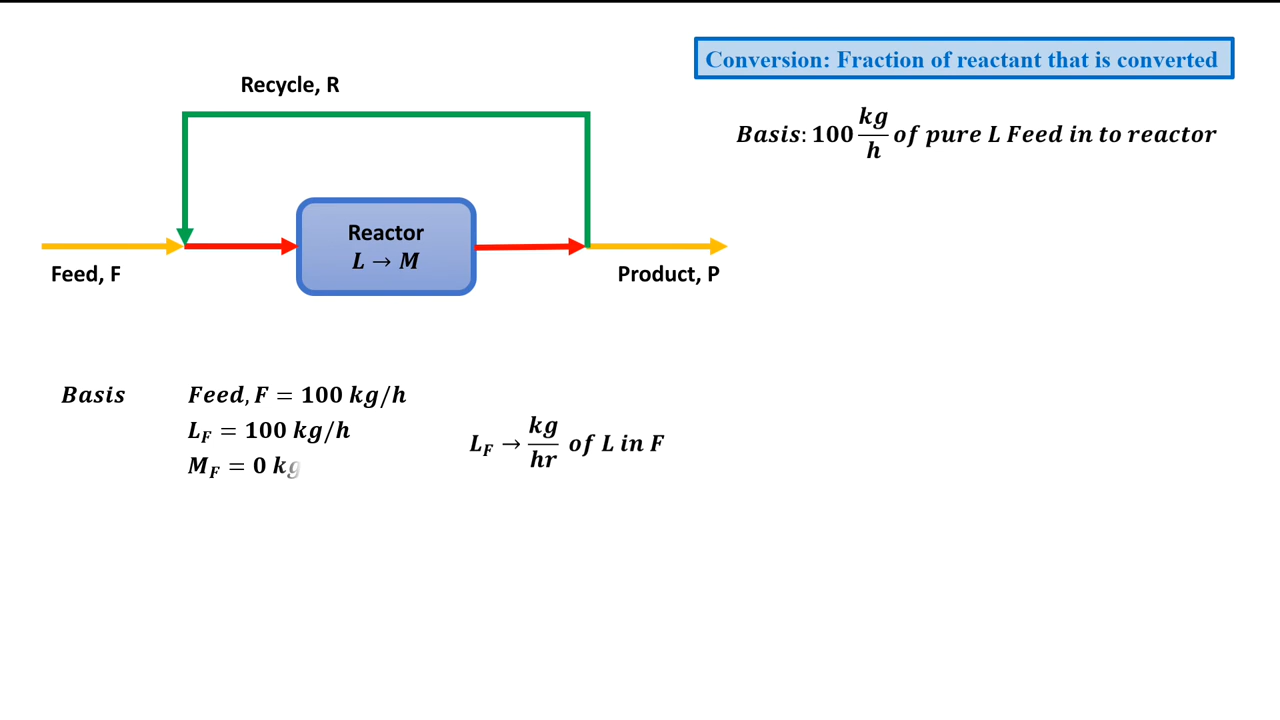 Conversion: Fraction of reactant that is converted
Recycle, R
Basis: 100 kg/h of pure L Feed in to reactor
Reactor
L → M
Feed, F
Product, P
Basis Feed, F = 100 kg/h
L_F = 100 kg/h
L_F → kg/hr of L in F
M_F = 0 kg